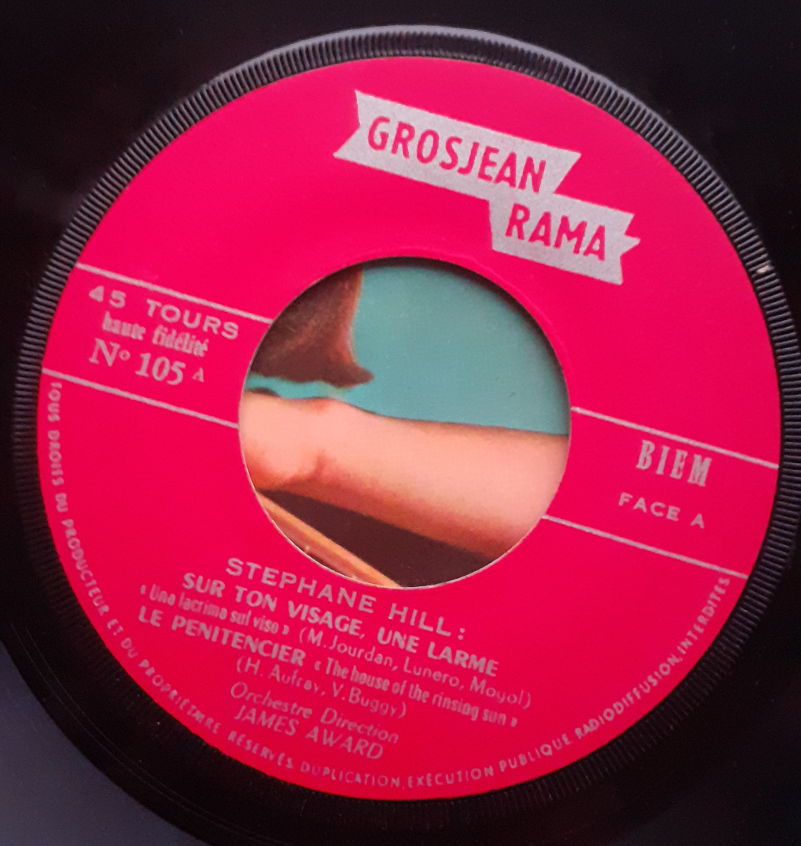 GROSJEAN
RAMA
45 TOURS
haute fidélité
Nº 105 A
BIEM
FACE A
STEPHANE HILL:
SUR TON VISAGE, UNE LARME
« Una lacrima sul viso » (M. Jourdan, Lunero, Moyol)
LE PENITENCIER « The house of the rinsing sun »
(H. Aufray, V. Buggy)
Orchestre Direction
JAMES AWARD
TOUS DROITS DU PRODUCTEUR ET DU PROPRIÉTAIRE RÉSERVÉS. DUPLICATION, EXÉCUTION PUBLIQUE RADIODIFFUSION, INTERDITES